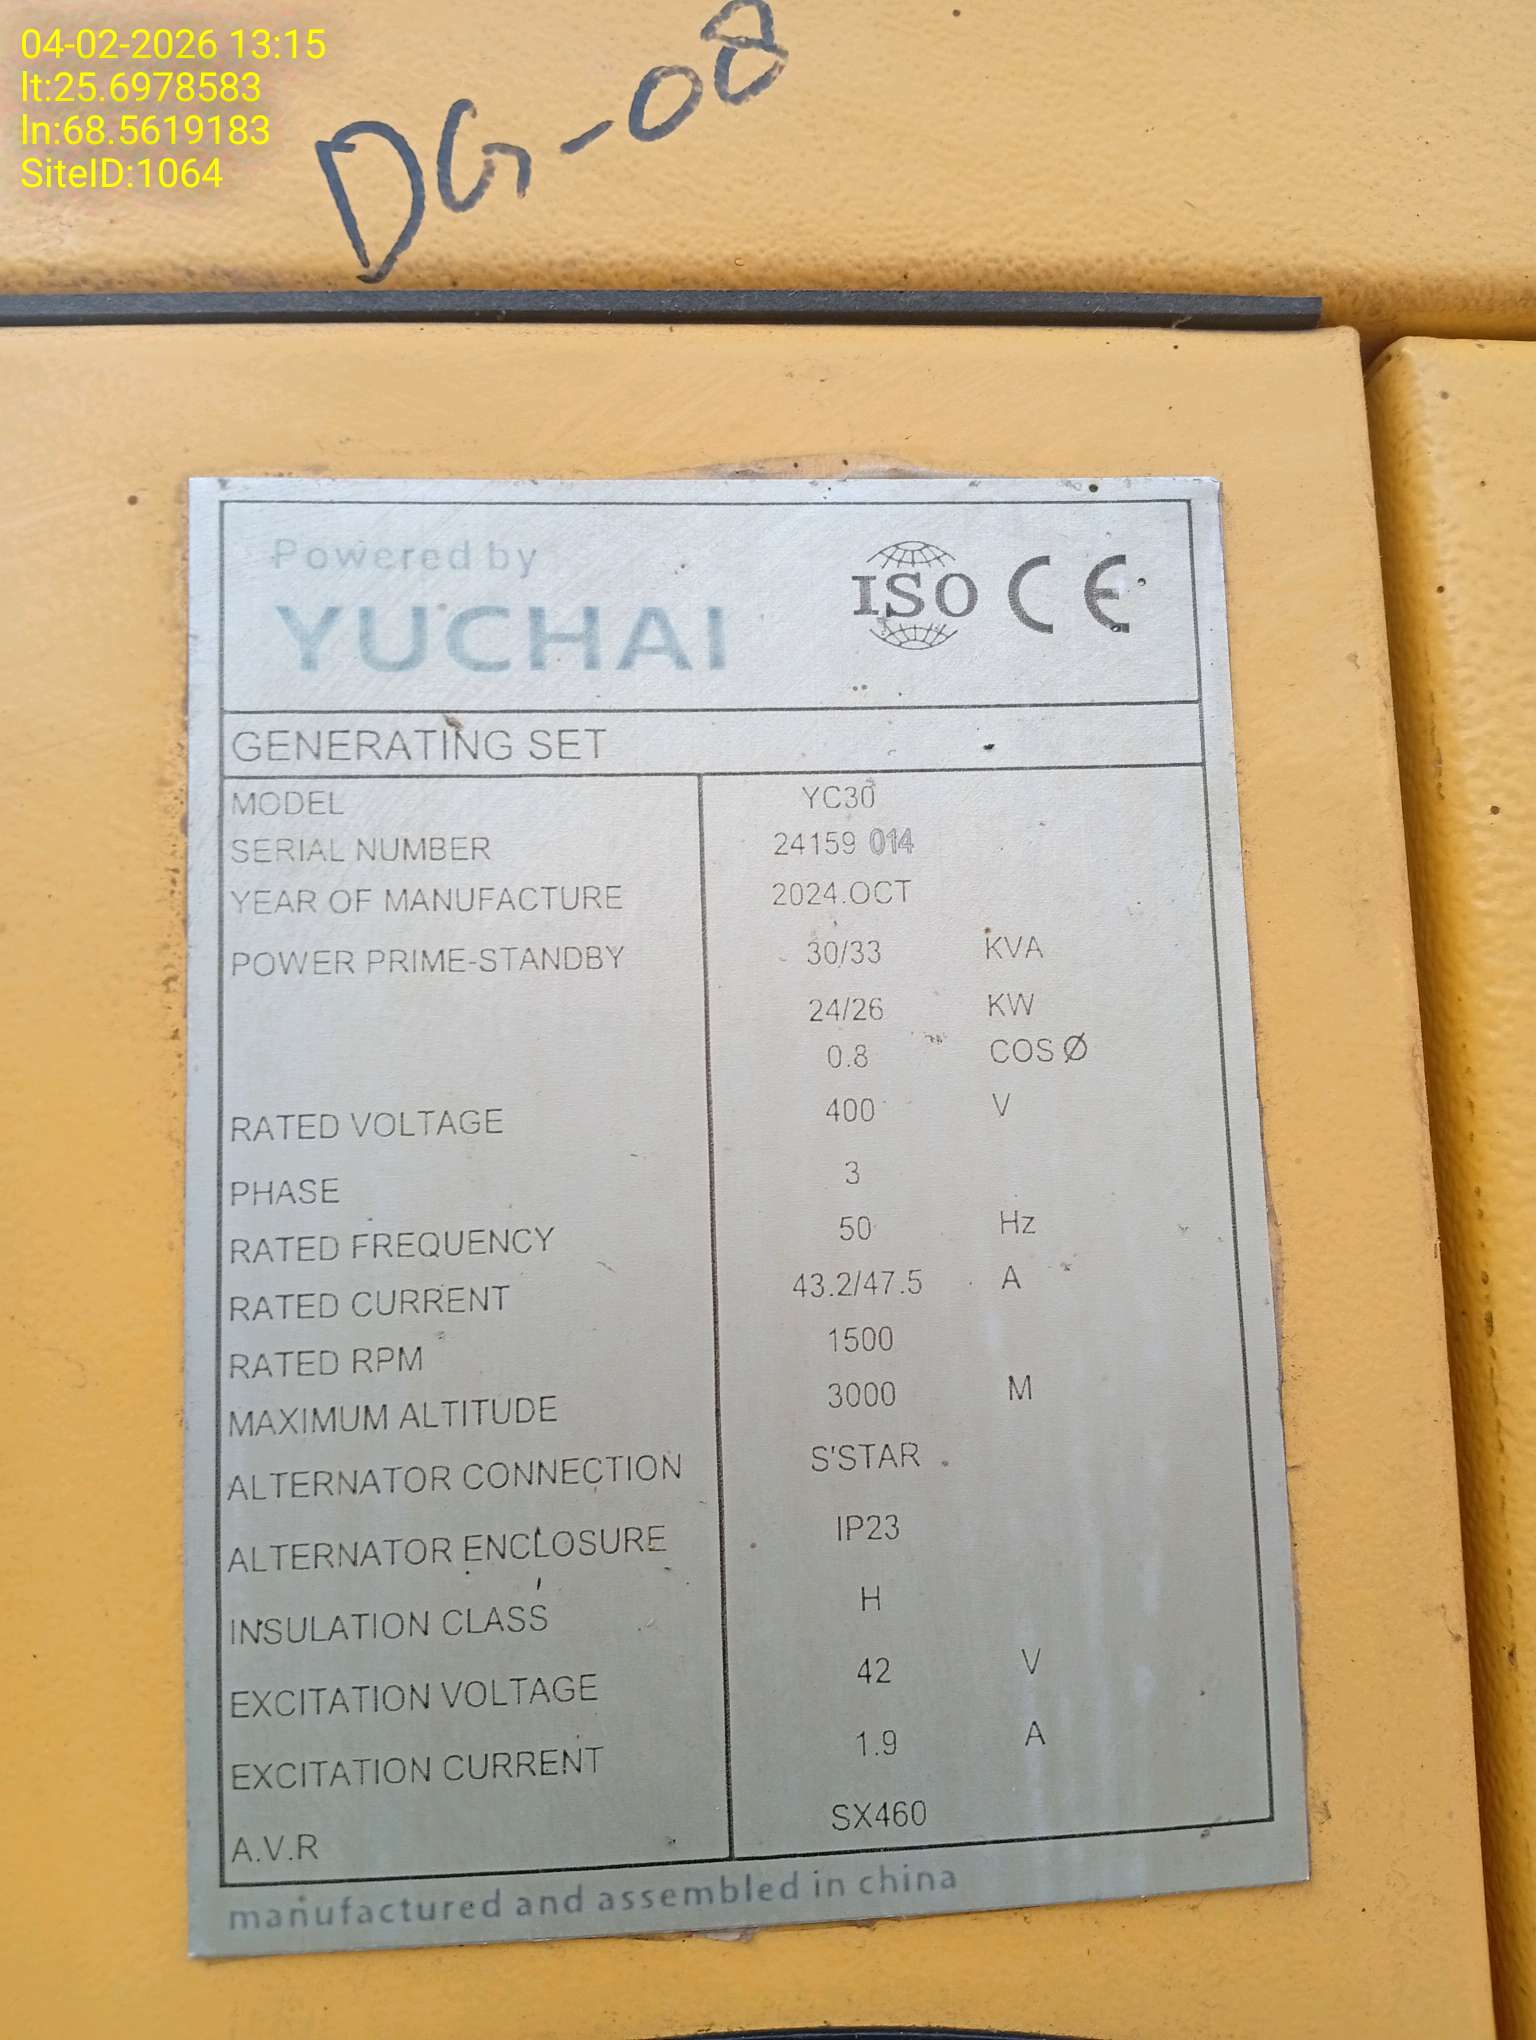 04-02-2026 13:15
lt:25.6978583
ln:68.5619183
SiteID:1064
DG-08
Powered by
YUCHAI
ISO CE
GENERATING SET
MODEL YC30
SERIAL NUMBER 24159 014
YEAR OF MANUFACTURE 2024.OCT
POWER PRIME-STANDBY 30/33 KVA
24/26 KW
0.8 COS Ø
RATED VOLTAGE 400 V
PHASE 3
RATED FREQUENCY 50 Hz
RATED CURRENT 43.2/47.5 A
RATED RPM 1500
MAXIMUM ALTITUDE 3000 M
ALTERNATOR CONNECTION S'STAR
ALTERNATOR ENCLOSURE IP23
INSULATION CLASS H
EXCITATION VOLTAGE 42 V
EXCITATION CURRENT 1.9 A
A.V.R SX460
manufactured and assembled in china